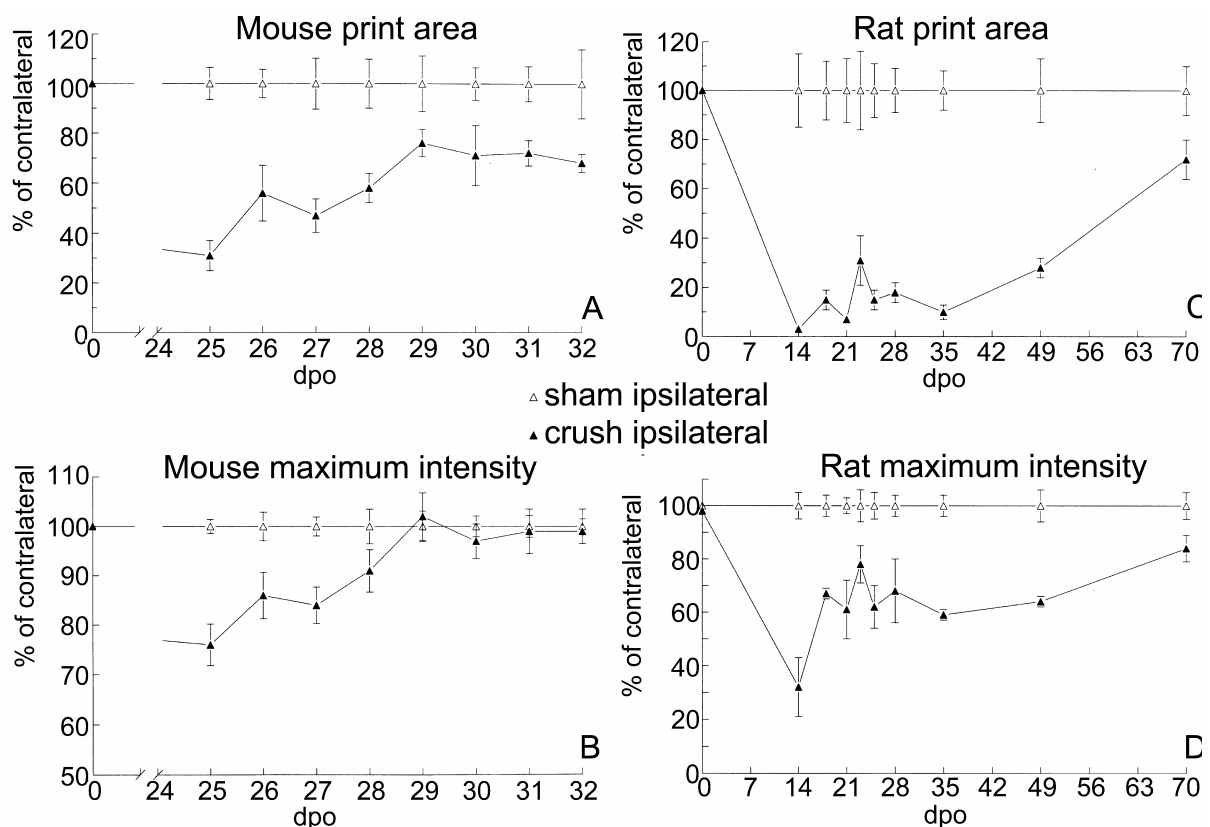 Mouse print area
% of contralateral
120
100
80
60
40
20
0
0 24 25 26 27 28 29 30 31 32
dpo
A
Rat print area
% of contralateral
120
100
80
60
40
20
0
0 7 14 21 28 35 42 49 56 63 70
dpo
C
sham ipsilateral
crush ipsilateral
Mouse maximum intensity
% of contralateral
110
100
90
80
70
60
50
0 24 25 26 27 28 29 30 31 32
dpo
B
Rat maximum intensity
% of contralateral
100
80
60
40
20
0
0 7 14 21 28 35 42 49 56 63 70
dpo
D